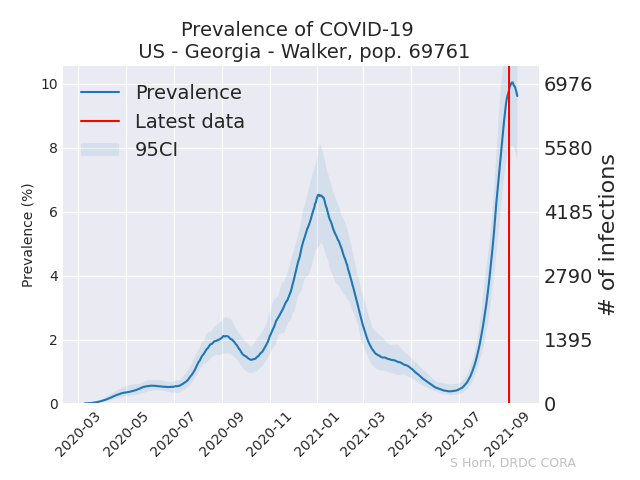 Prevalence of COVID-19
US - Georgia - Walker, pop. 69761
Prevalence
Latest data
95CI
Prevalence (%)
10
8
6
4
2
0
6976
5580
4185
2790
1395
0
# of infections
2020-03
2020-05
2020-07
2020-09
2020-11
2021-01
2021-03
2021-05
2021-07
2021-09
S Horn, DRDC CORA